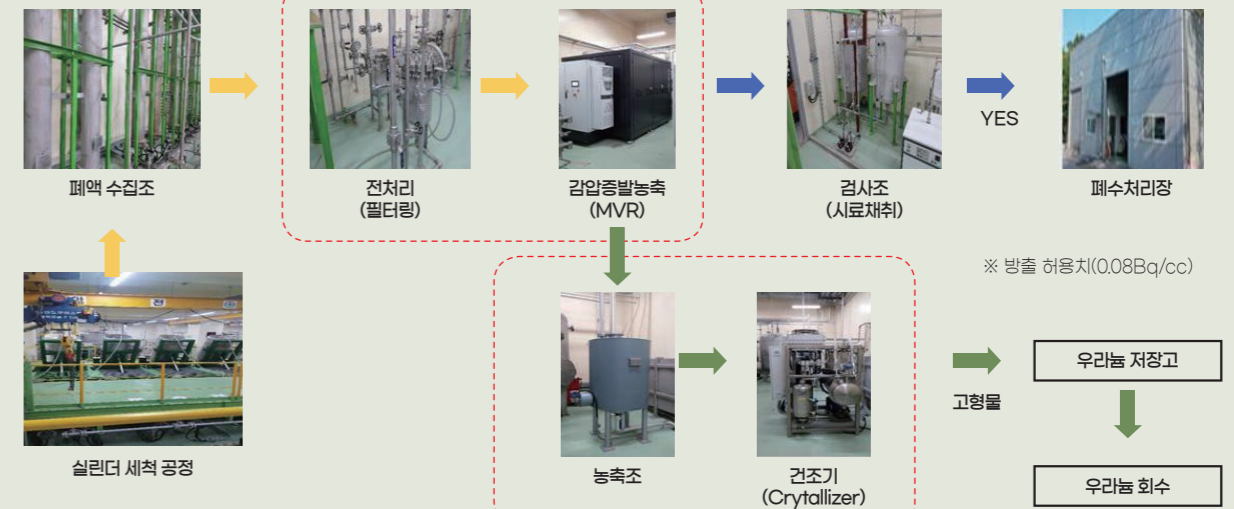 YES
폐액 수집조
전처리
(필터링)
감압증발농축
(MVR)
검사조
(시료채취)
폐수처리장
※ 방출 허용치(0.08Bq/cc)
우라늄 저장고
고형물
실린더 세척 공정
농축조
건조기
(Crytallizer)
우라늄 회수